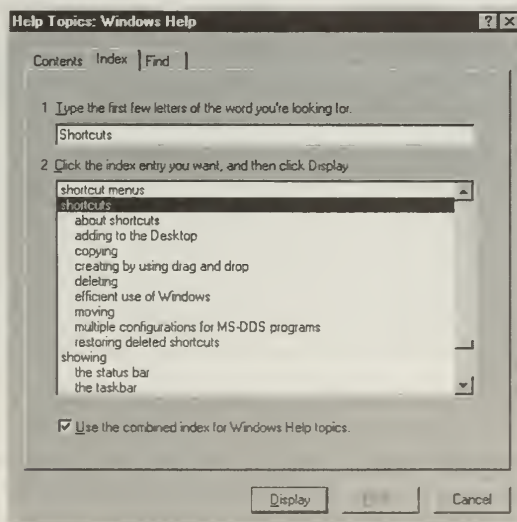 Help Topics: Windows Help
Contents Index Find
1 Type the first few letters of the word you're looking for.
Shortcuts
2 Click the index entry you want, and then click Display
shortcut menus
shortcuts
about shortcuts
adding to the Desktop
copying
creating by using drag and drop
deleting
efficient use of Windows
moving
multiple configurations for MS-DDS programs
restoring deleted shortcuts
showing
the status bar
the taskbar
Use the combined index for Windows Help topics.
Display Cancel